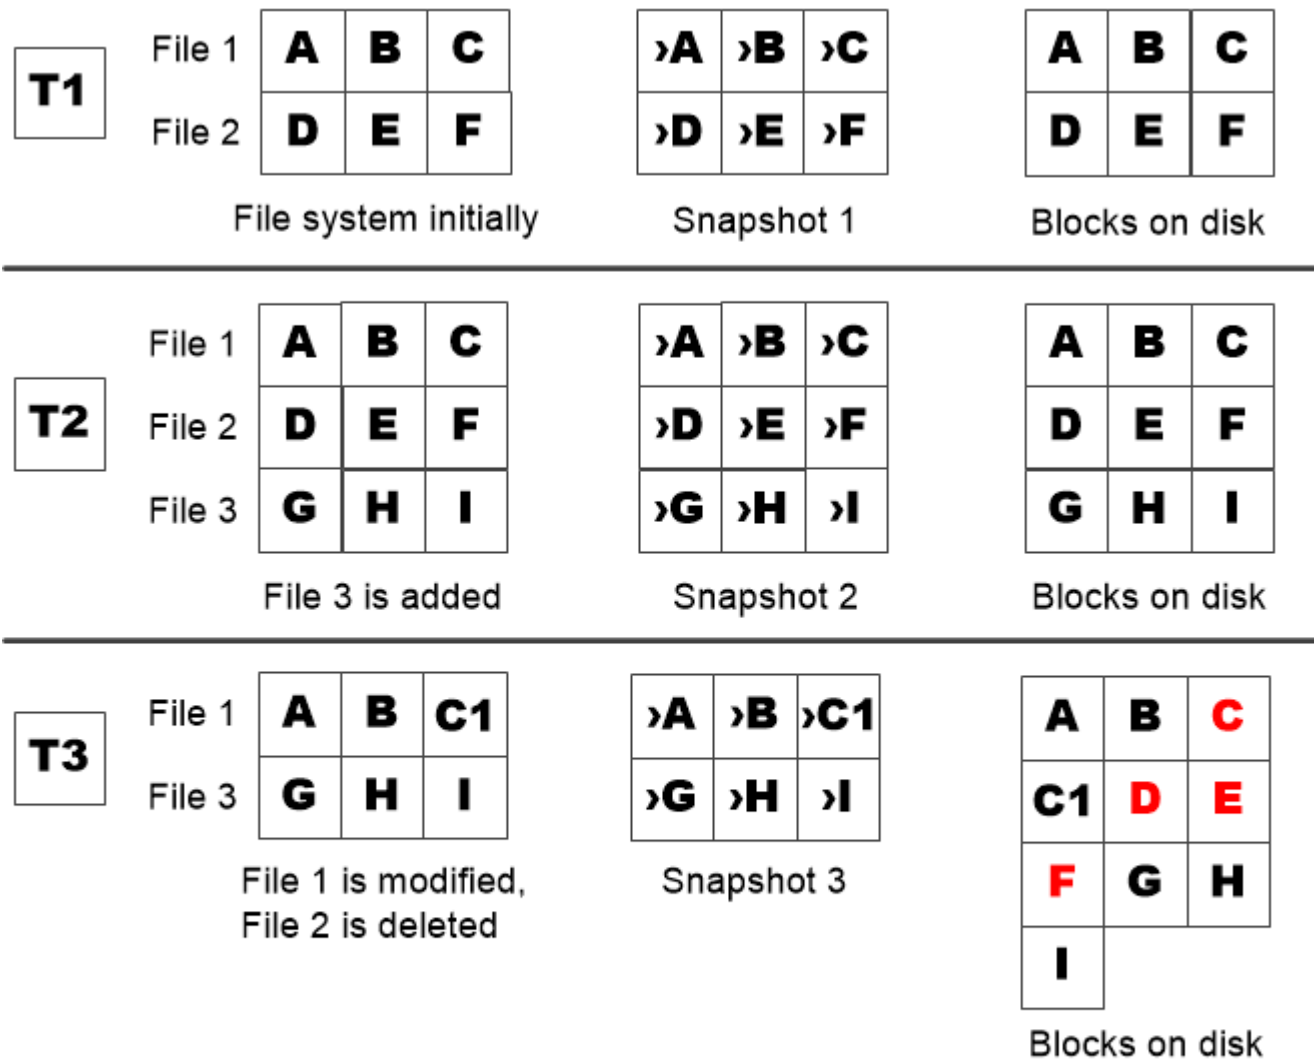 File 1 A B C ›A ›B ›C A B C
T1
File 2 D E F ›D ›E ›F D E F
File system initially Snapshot 1 Blocks on disk
File 1 A B C ›A ›B ›C A B C
T2 File 2 D E F ›D ›E ›F D E F
File 3 G H I ›G ›H ›I G H I
File 3 is added Snapshot 2 Blocks on disk
File 1 A B C1 ›A ›B ›C1 A B C
T3
File 3 G H I ›G ›H ›I C1 D E
File 1 is modified, Snapshot 3 F G H
File 2 is deleted
I
Blocks on disk